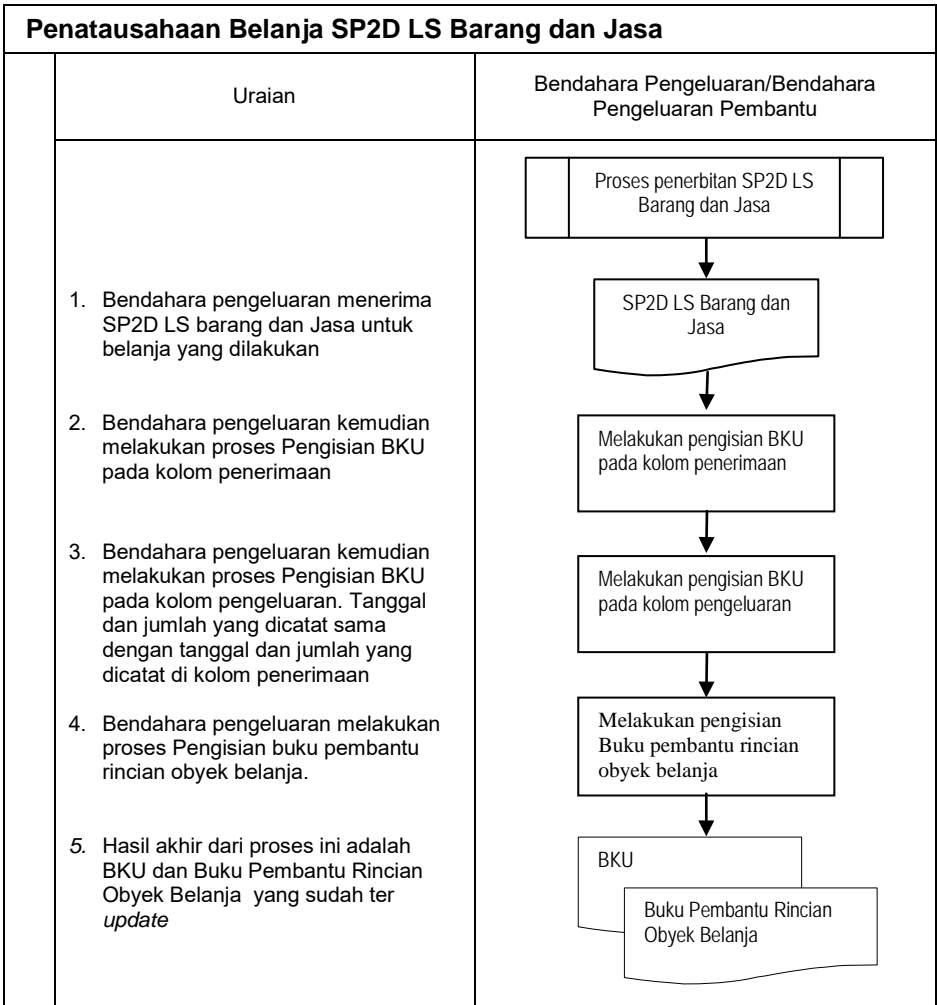 Penatausahaan Belanja SP2D LS Barang dan Jasa
Uraian
Bendahara Pengeluaran/Bendahara
Pengeluaran Pembantu
Proses penerbitan SP2D LS
Barang dan Jasa
1. Bendahara pengeluaran menerima
SP2D LS barang dan Jasa untuk
belanja yang dilakukan
SP2D LS Barang dan
Jasa
2. Bendahara pengeluaran kemudian
melakukan proses Pengisian BKU
pada kolom penerimaan
Melakukan pengisian BKU
pada kolom penerimaan
3. Bendahara pengeluaran kemudian
melakukan proses Pengisian BKU
pada kolom pengeluaran. Tanggal
dan jumlah yang dicatat sama
dengan tanggal dan jumlah yang
dicatat di kolom penerimaan
Melakukan pengisian BKU
pada kolom pengeluaran
4. Bendahara pengeluaran melakukan
proses Pengisian buku pembantu
rincian obyek belanja.
Melakukan pengisian
Buku pembantu rincian
obyek belanja
5. Hasil akhir dari proses ini adalah
BKU dan Buku Pembantu Rincian
Obyek Belanja yang sudah ter
update
BKU
Buku Pembantu Rincian
Obyek Belanja